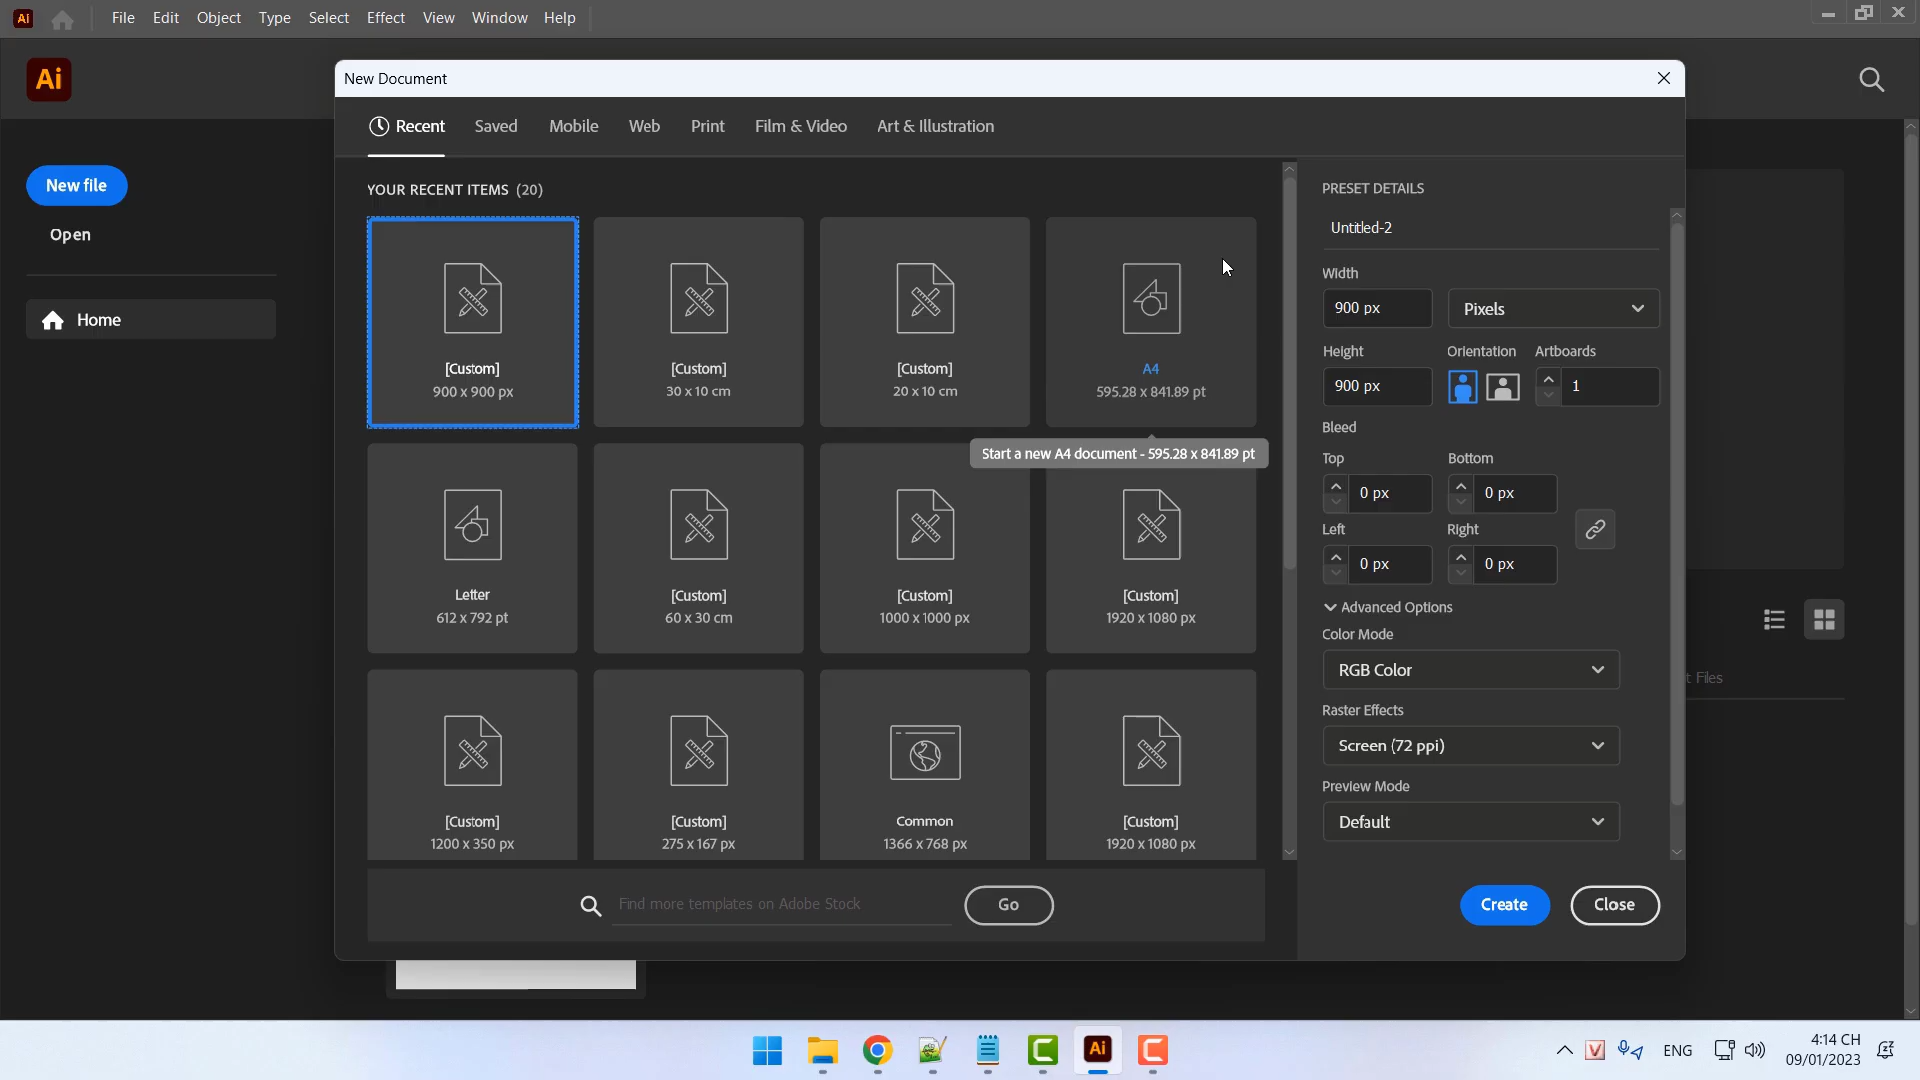 Ai File Edit Object Type Select Effect View Window Help
Ai
New Document
New file
Open
Home
Recent Saved Mobile Web Print Film & Video Art & Illustration
YOUR RECENT ITEMS (20)
[Custom]
900 x 900 px
[Custom]
30 x 10 cm
[Custom]
20 x 10 cm
A4
595.28 x 841.89 pt
Start a new A4 document - 595.28 x 841.89 pt
Letter
612 x 792 pt
[Custom]
60 x 30 cm
[Custom]
1000 x 1000 px
[Custom]
1920 x 1080 px
[Custom]
1200 x 350 px
[Custom]
275 x 167 px
Common
1366 x 768 px
[Custom]
1920 x 1080 px
Find more templates on Adobe Stock
Go
PRESET DETAILS
Untitled-2
Width
900 px Pixels
Height Orientation Artboards
900 px 1
Bleed
Top Bottom
0 px 0 px
Left Right
0 px 0 px
Advanced Options
Color Mode
RGB Color
Raster Effects
Screen (72 ppi)
Preview Mode
Default
Create Close
t Files
Ai
V
ENG
4:14 CH
09/01/2023